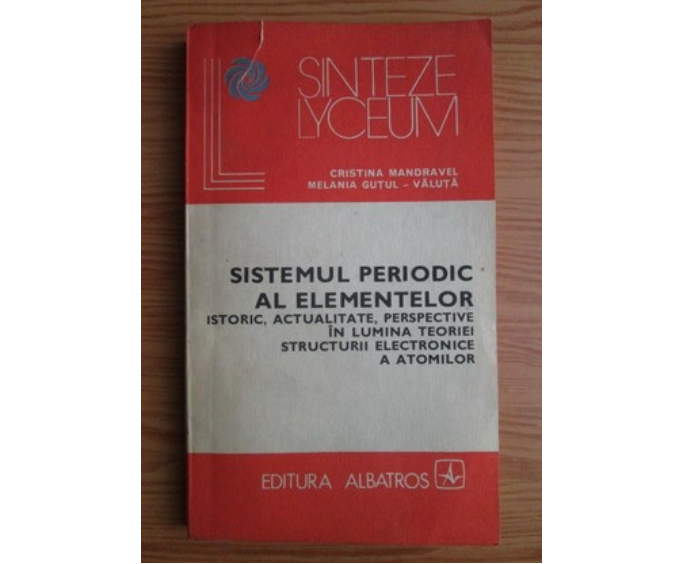 SINTEZE
LYCEUM
CRISTINA MANDRAVEL
MELANIA GUȚUL – VĂLUȚĂ
SISTEMUL PERIODIC
AL ELEMENTELOR
ISTORIC, ACTUALITATE, PERSPECTIVE
ÎN LUMINA TEORIEI
STRUCTURII ELECTRONICE
A ATOMILOR
EDITURA ALBATROS